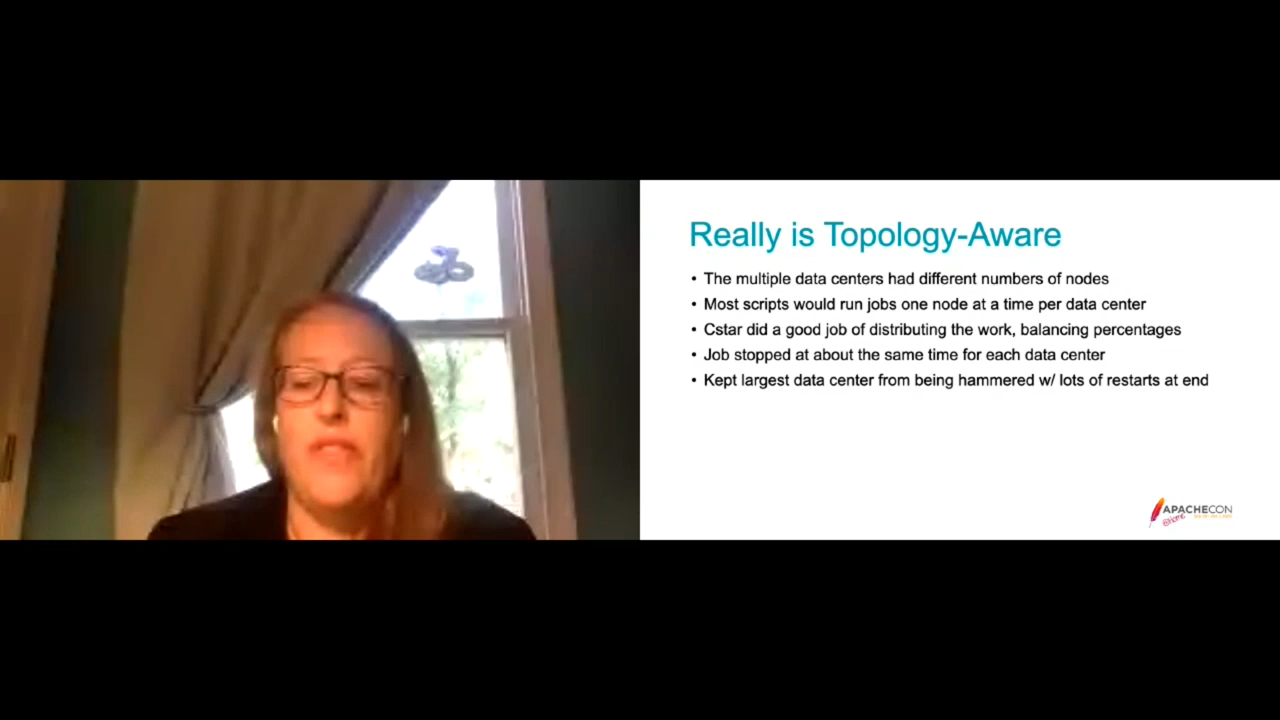 Really is Topology-Aware
• The multiple data centers had different numbers of nodes
• Most scripts would run jobs one node at a time per data center
• Cstar did a good job of distributing the work, balancing percentages
• Job stopped at about the same time for each data center
• Kept largest data center from being hammered w/ lots of restarts at end
APACHECON
@Home